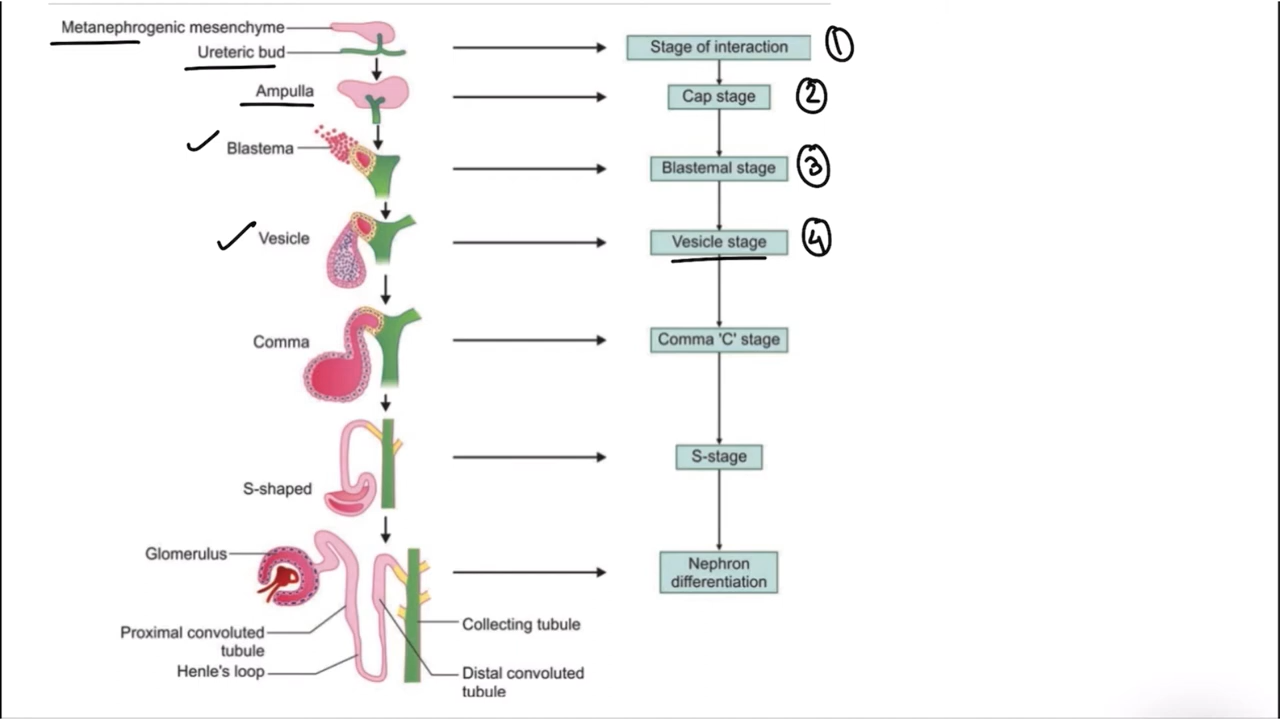 Metanephrogenic mesenchyme
Stage of interaction ①
Ureteric bud
Ampulla
Cap stage ②
Blastema
Blastemal stage ③
Vesicle
Vesicle stage ④
Comma
Comma 'C' stage
S-stage
S-shaped
Glomerulus
Nephron
differentiation
Proximal convoluted
tubule
Collecting tubule
Henle's loop
Distal convoluted
tubule